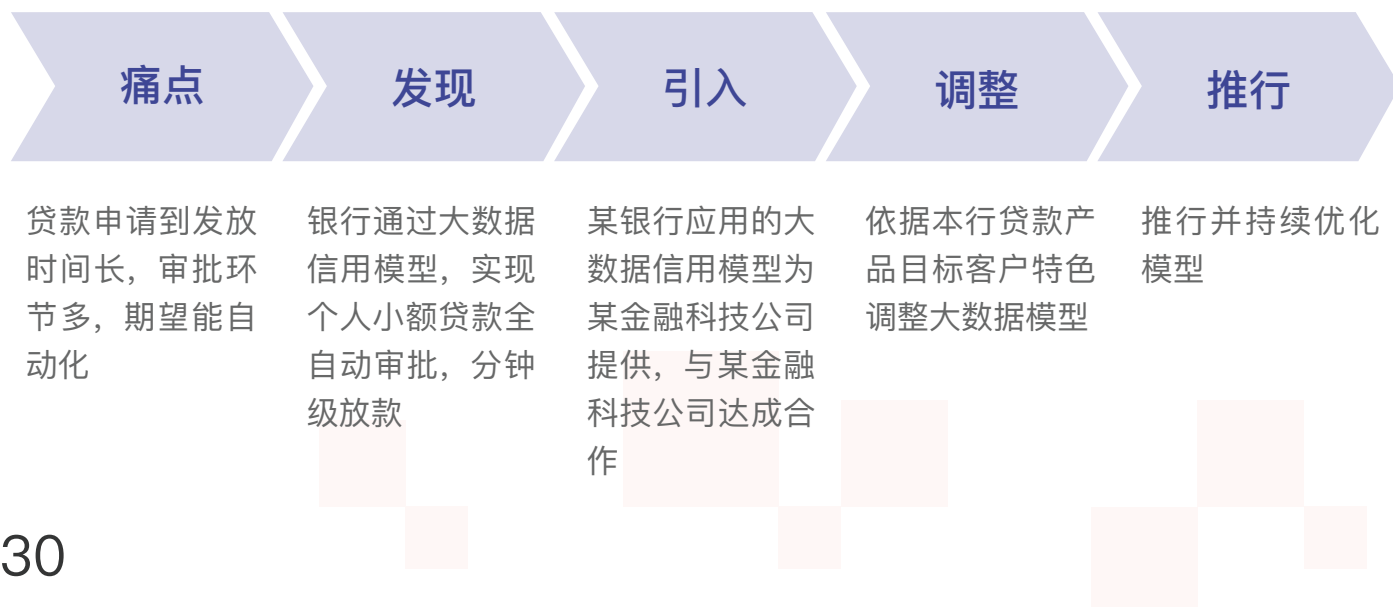 痛点
发现
引入
调整
推行
贷款申请到发放
时间长，审批环
节多，期望能自
动化
银行通过大数据
信用模型，实现
个人小额贷款全
自动审批，分钟
级放款
某银行应用的大
数据信用模型为
某金融科技公司
提供，与某金融
科技公司达成合
作
依据本行贷款产
品目标客户特色
调整大数据模型
推行并持续优化
模型
30